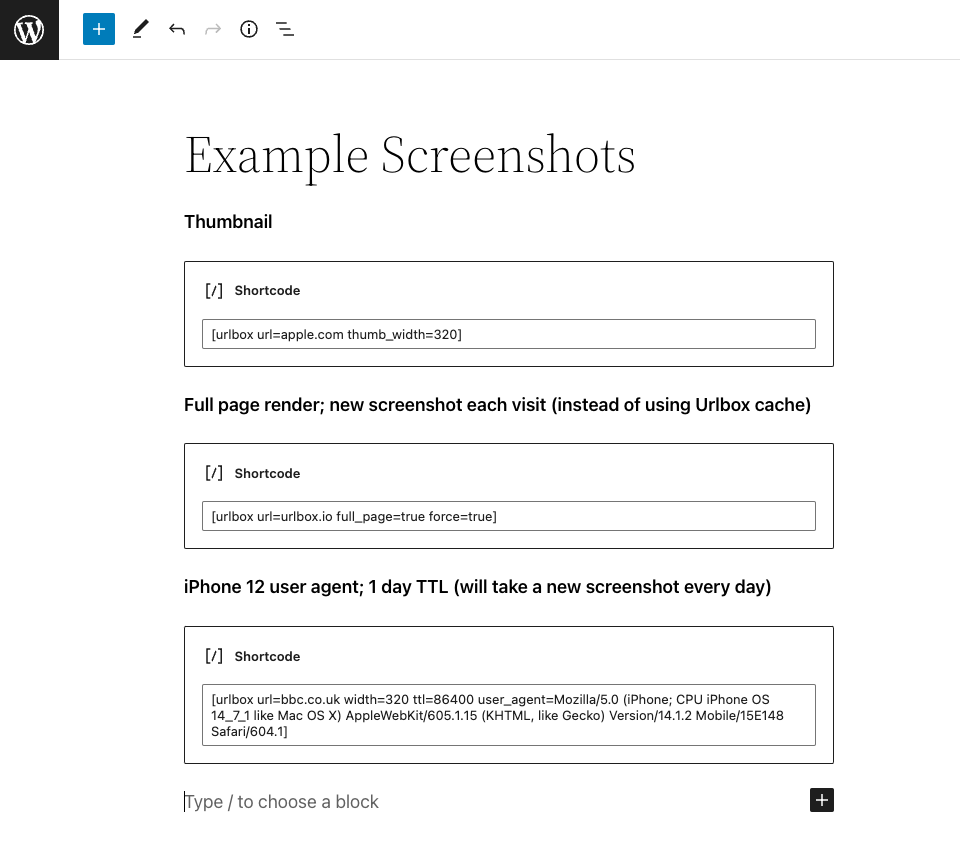 Example Screenshots
Thumbnail
[/] Shortcode
[urlbox url=apple.com thumb_width=320]
Full page render; new screenshot each visit (instead of using Urlbox cache)
[/] Shortcode
[urlbox url=urlbox.io full_page=true force=true]
iPhone 12 user agent; 1 day TTL (will take a new screenshot every day)
[/] Shortcode
[urlbox url=bbc.co.uk width=320 ttl=86400 user_agent=Mozilla/5.0 (iPhone; CPU iPhone OS
14_7_1 like Mac OS X) AppleWebKit/605.1.15 (KHTML, like Gecko) Version/14.1.2 Mobile/15E148
Safari/604.1]
Type / to choose a block